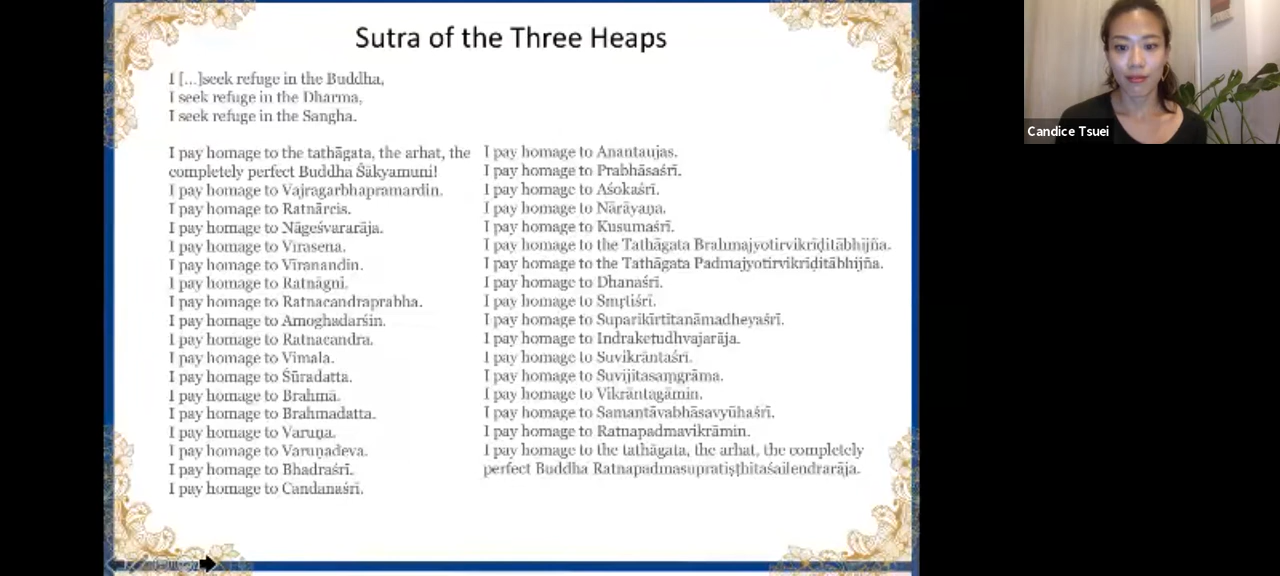 Sutra of the Three Heaps
I [...]seek refuge in the Buddha,
I seek refuge in the Dharma,
I seek refuge in the Sangha.
I pay homage to the tathāgata, the arhat, the
completely perfect Buddha Śākyamuni!
I pay homage to Vajragarbhapramardin.
I pay homage to Ratnārcis.
I pay homage to Nāgeśvararāja.
I pay homage to Vīrasena.
I pay homage to Vīranandin.
I pay homage to Ratnāgni.
I pay homage to Ratnacandraprabha.
I pay homage to Amoghadarśin.
I pay homage to Ratnacandra.
I pay homage to Vimala.
I pay homage to Śūradatta.
I pay homage to Brahmā.
I pay homage to Brahmadatta.
I pay homage to Varuṇa.
I pay homage to Varuṇadeva.
I pay homage to Bhadraśrī.
I pay homage to Candanaśrī.
I pay homage to Anantaujas.
I pay homage to Prabhāsaśrī.
I pay homage to Aśokaśrī.
I pay homage to Nārāyaṇa.
I pay homage to Kusumaśrī.
I pay homage to the Tathāgata Brahmajyotirvikrīḍitābhijña.
I pay homage to the Tathāgata Padmajyotirvikrīḍitābhijña.
I pay homage to Dhanaśrī.
I pay homage to Smṛtiśrī.
I pay homage to Suparikīrtitanāmadheyaśrī.
I pay homage to Indraketudhvajarāja.
I pay homage to Suvikrāntaśrī.
I pay homage to Suvijitasaṃgrāma.
I pay homage to Vikrāntagāmin.
I pay homage to Samantāvabhāsavyūhaśrī.
I pay homage to Ratnapadmavikrāmin.
I pay homage to the tathāgata, the arhat, the completely
perfect Buddha Ratnapadmasupratiṣṭhitaśailendrarāja.
Candice Tsuei